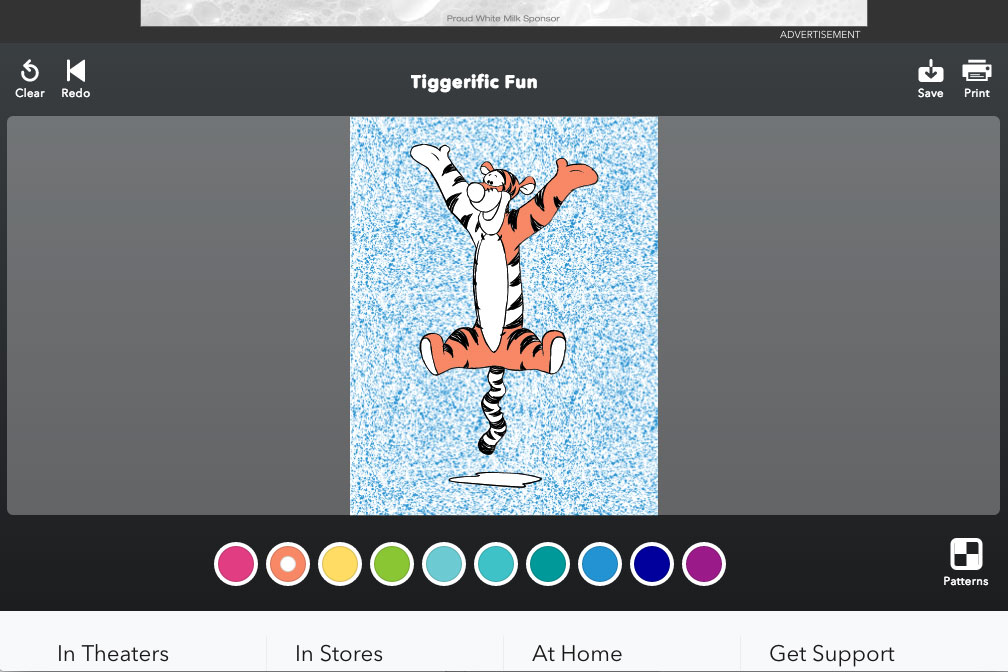 Proud White Milk Sponsor
ADVERTISEMENT
Clear
Redo
Tiggerific Fun
Save
Print
Patterns
In Theaters
In Stores
At Home
Get Support